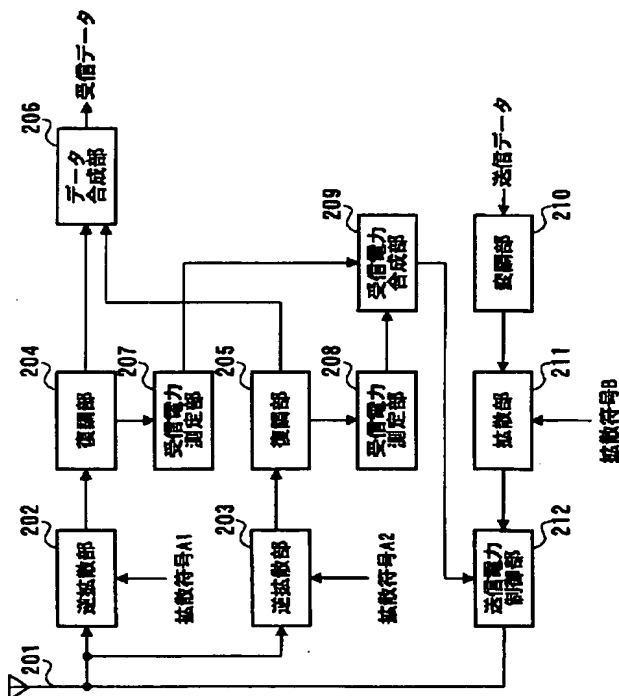 201
202
逆拡散部
拡散符号A1
203
逆拡散部
拡散符号A2
204
復調部
207
受信電力
測定部
205
復調部
208
受信電力
測定部
206
データ
合成部
受信データ
209
受信電力
合成部
送信データ
210
変調部
211
拡散部
拡散符号B
212
送信電力
制御部